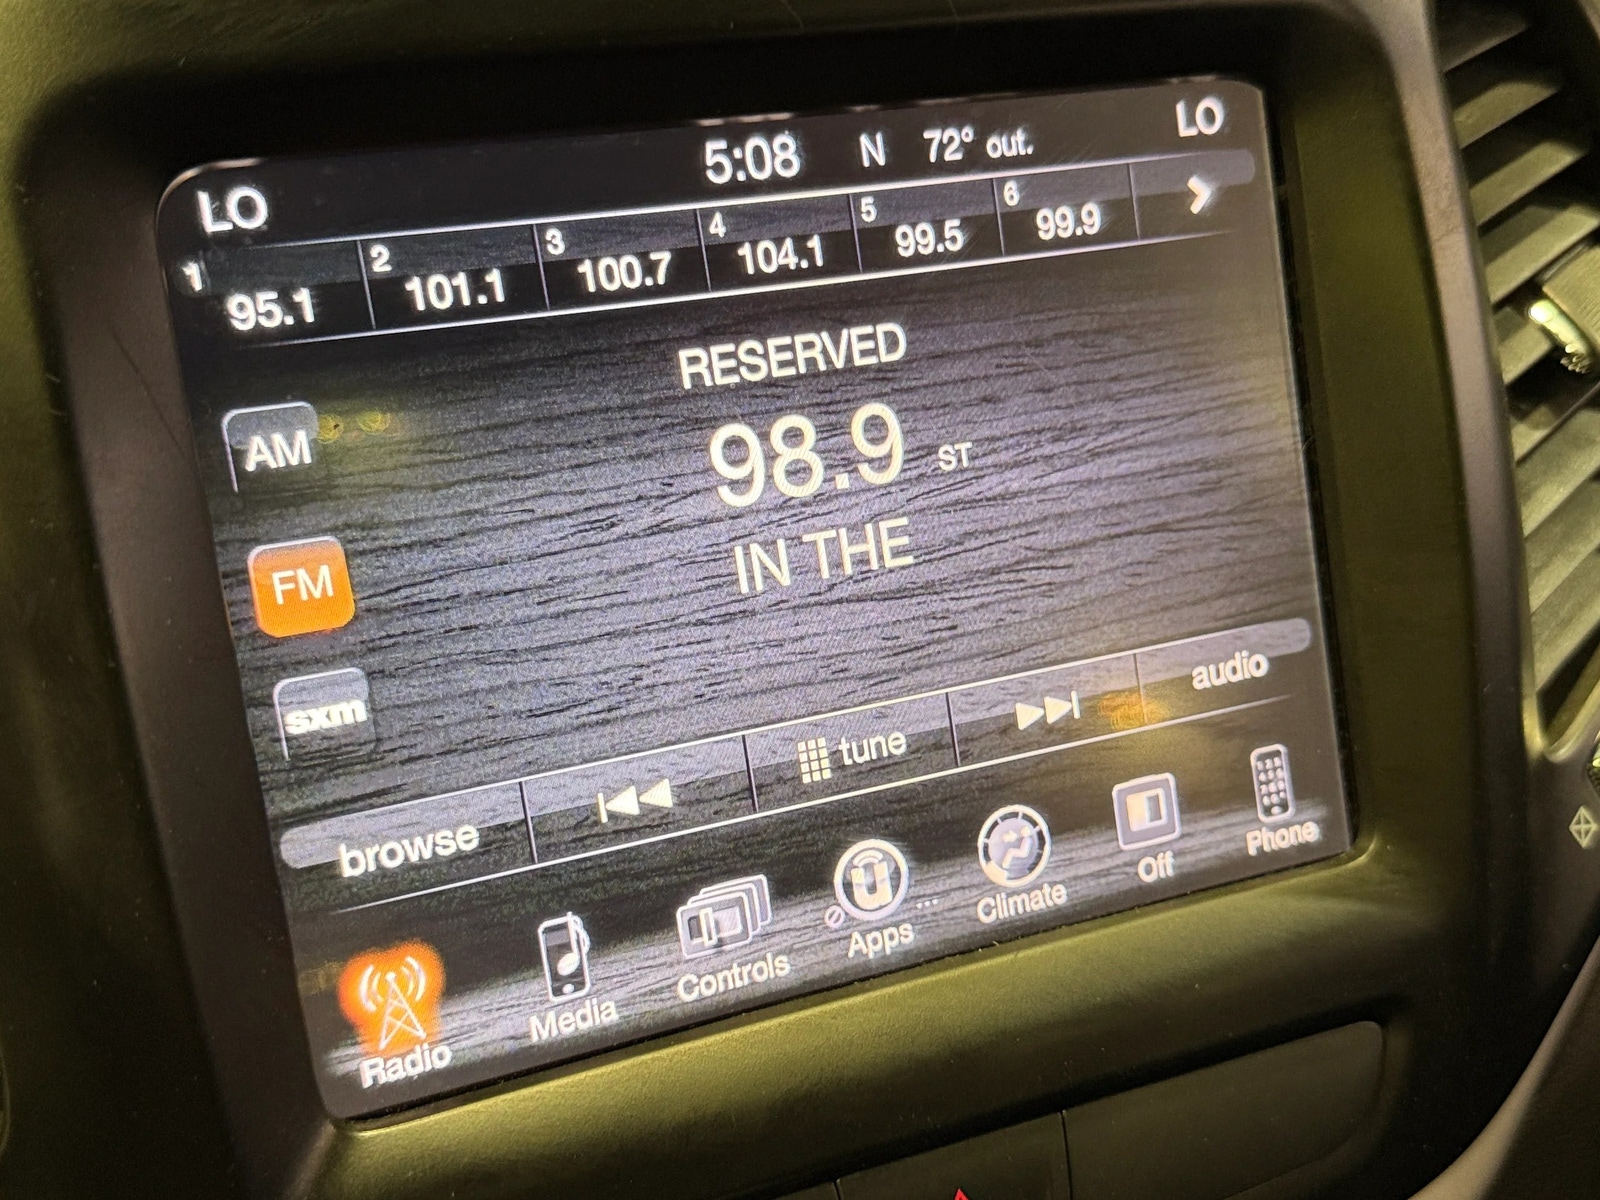 LO 5:08 N 72° out. LO
1 2 3 4 5 6
95.1 101.1 100.7 104.1 99.5 99.9
RESERVED
AM
98.9 ST
FM
IN THE
sxm
browse tune audio
Radio Media Controls Apps ... Climate Off Phone